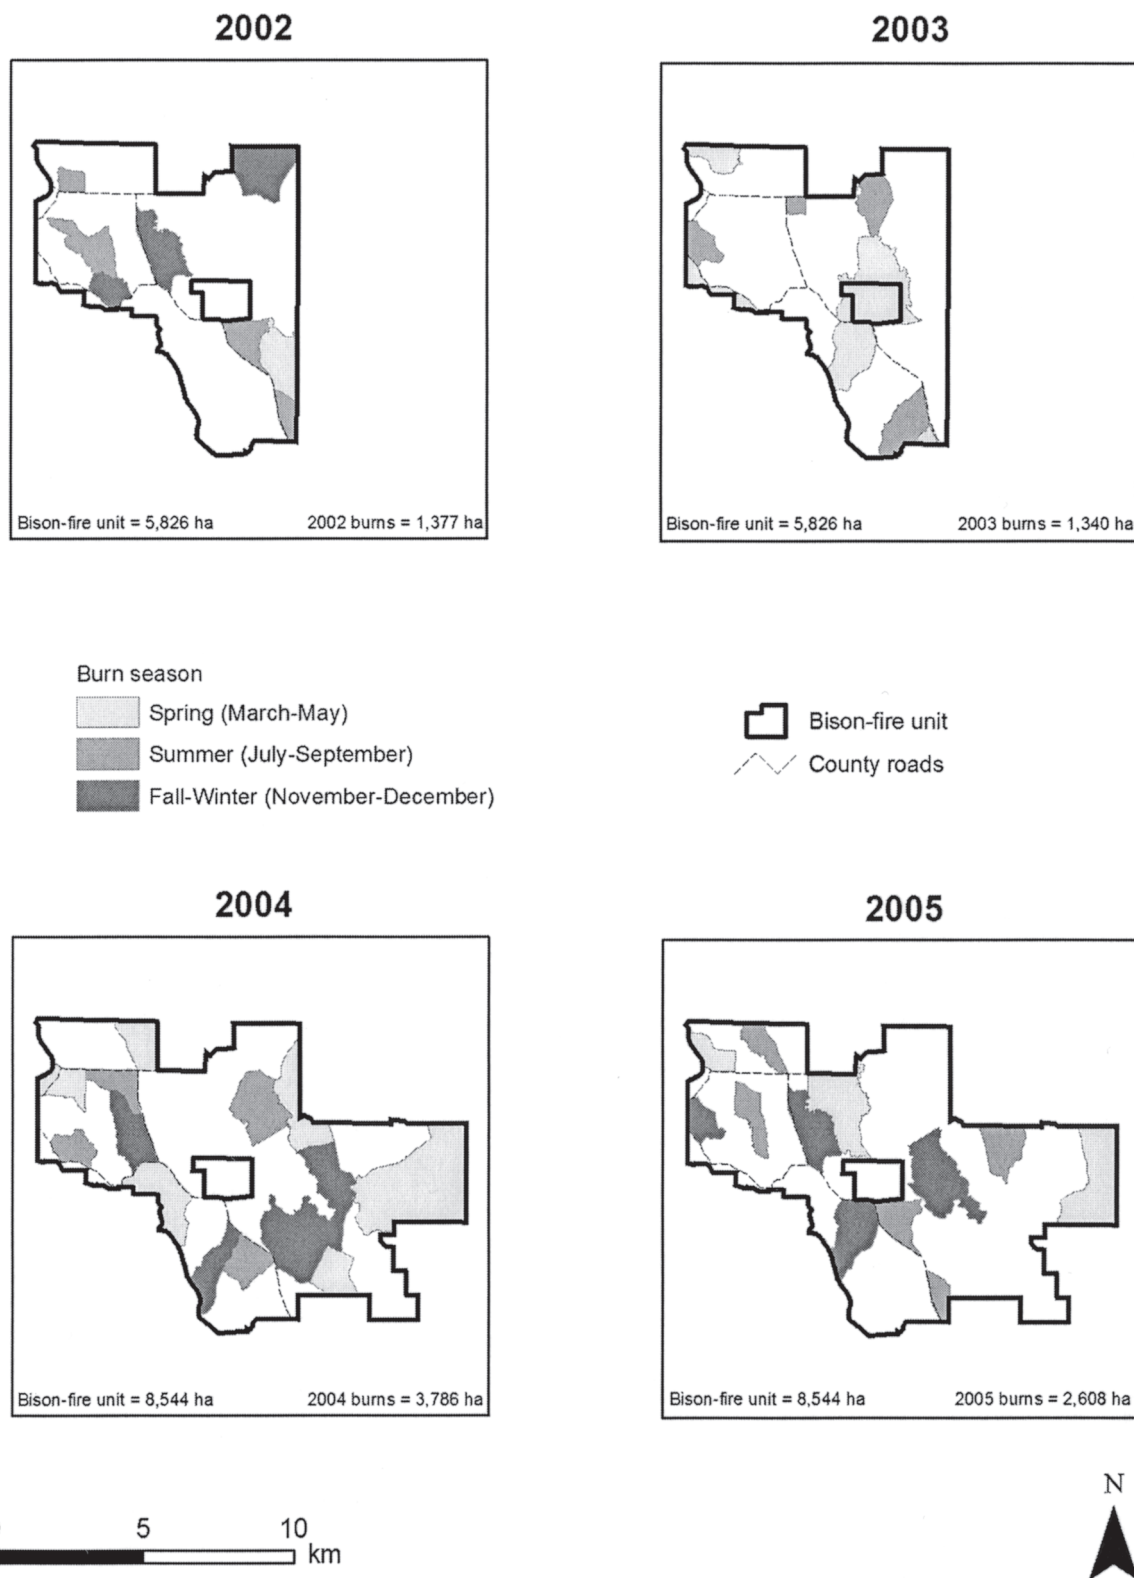 2002
2003
Bison-fire unit = 5,826 ha
2002 burns = 1,377 ha
Bison-fire unit = 5,826 ha
2003 burns = 1,340 ha
Burn season
Spring (March-May)
Summer (July-September)
Fall-Winter (November-December)
Bison-fire unit
County roads
2004
2005
Bison-fire unit = 8,544 ha
2004 burns = 3,786 ha
Bison-fire unit = 8,544 ha
2005 burns = 2,608 ha
5
10
km
N